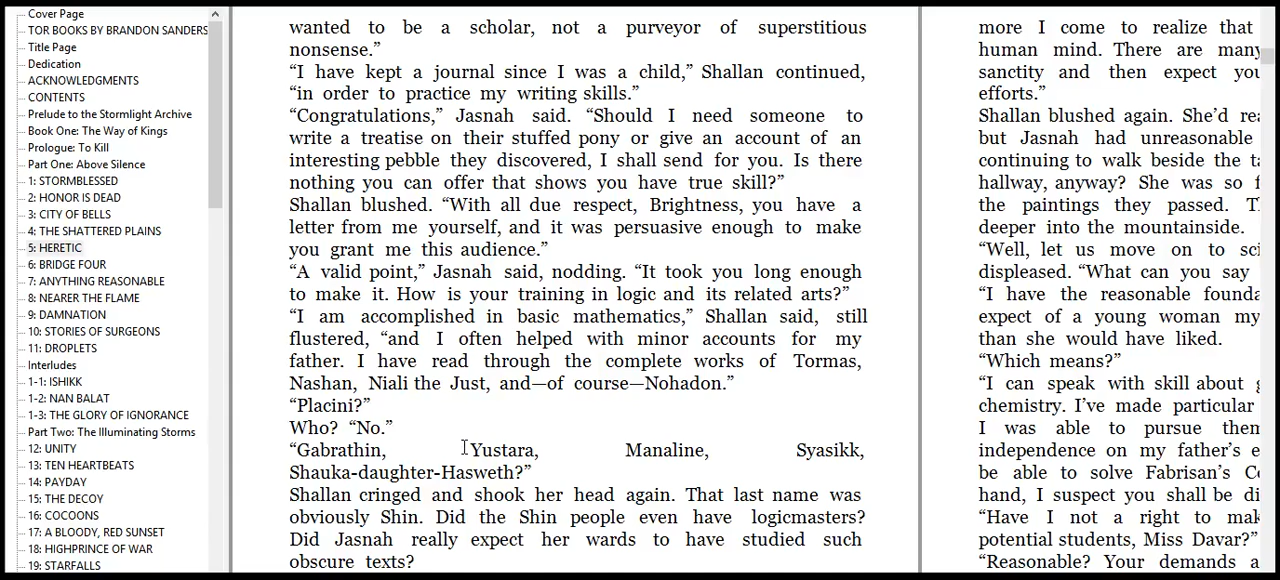 Cover Page
TOR BOOKS BY BRANDON SANDERS
Title Page
Dedication
ACKNOWLEDGMENTS
CONTENTS
Prelude to the Stormlight Archive
Book One: The Way of Kings
Prologue: To Kill
Part One: Above Silence
1: STORMBLESSED
2: HONOR IS DEAD
3: CITY OF BELLS
4: THE SHATTERED PLAINS
5: HERETIC
6: BRIDGE FOUR
7: ANYTHING REASONABLE
8: NEARER THE FLAME
9: DAMNATION
10: STORIES OF SURGEONS
11: DROPLETS
Interludes
1-1: ISHIKK
1-2: NAN BALAT
1-3: THE GLORY OF IGNORANCE
Part Two: The Illuminating Storms
12: UNITY
13: TEN HEARTBEATS
14: PAYDAY
15: THE DECOY
16: COCOONS
17: A BLOODY, RED SUNSET
18: HIGHPRINCE OF WAR
19: STARFALLS
wanted to be a scholar, not a purveyor of superstitious
nonsense.”
“I have kept a journal since I was a child,” Shallan continued,
“in order to practice my writing skills.”
“Congratulations,” Jasnah said. “Should I need someone to
write a treatise on their stuffed pony or give an account of an
interesting pebble they discovered, I shall send for you. Is there
nothing you can offer that shows you have true skill?”
Shallan blushed. “With all due respect, Brightness, you have a
letter from me yourself, and it was persuasive enough to make
you grant me this audience.”
“A valid point,” Jasnah said, nodding. “It took you long enough
to make it. How is your training in logic and its related arts?”
“I am accomplished in basic mathematics,” Shallan said, still
flustered, “and I often helped with minor accounts for my
father. I have read through the complete works of Tormas,
Nashan, Niali the Just, and—of course—Nohadon.”
“Placini?”
Who? “No.”
“Gabrathin, Yustara, Manaline, Syasikk,
Shauka-daughter-Hasweth?”
Shallan cringed and shook her head again. That last name was
obviously Shin. Did the Shin people even have logicmasters?
Did Jasnah really expect her wards to have studied such
obscure texts?
more I come to realize that
human mind. There are many
sanctity and then expect you
efforts.”
Shallan blushed again. She’d rea
but Jasnah had unreasonable
continuing to walk beside the ta
hallway, anyway? She was so f
the paintings they passed. T
deeper into the mountainside.
“Well, let us move on to sci
displeased. “What can you say
“I have the reasonable founda
expect of a young woman my
than she would have liked.
“Which means?”
“I can speak with skill about g
chemistry. I’ve made particular
I was able to pursue them
independence on my father’s e
be able to solve Fabrisan’s Co
hand, I suspect you shall be di
“Have I not a right to mak
potential students, Miss Davar?”
“Reasonable? Your demands a